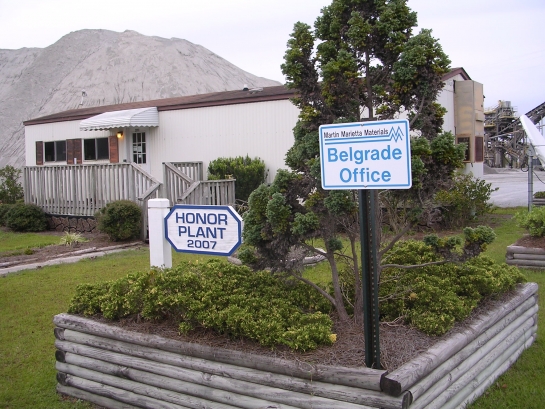 Martin Marietta Materials
Belgrade
Office
HONOR
PLANT
2007